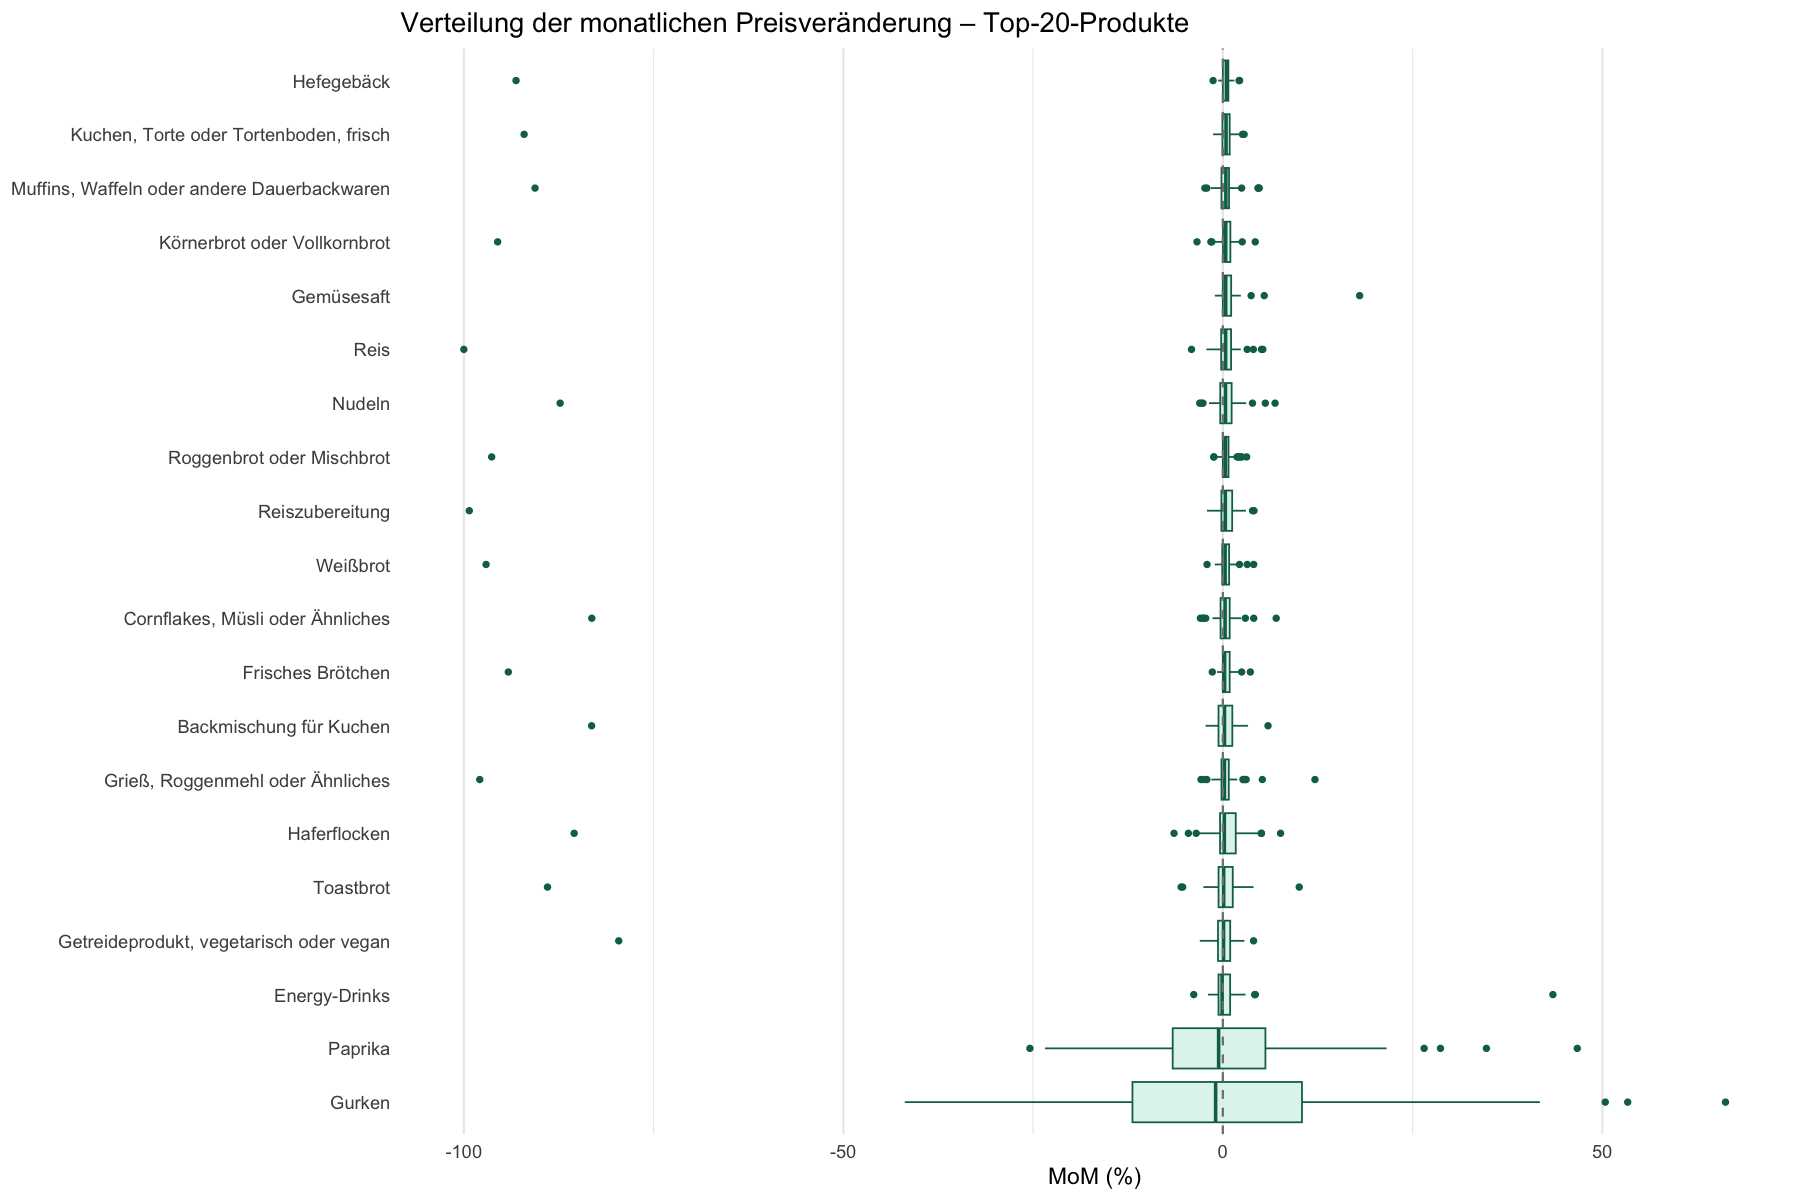 Verteilung der monatlichen Preisveränderung – Top-20-Produkte
Hefegebäck
Kuchen, Torte oder Tortenboden, frisch
Muffins, Waffeln oder andere Dauerbackwaren
Körnerbrot oder Vollkornbrot
Gemüsesaft
Reis
Nudeln
Roggenbrot oder Mischbrot
Reiszubereitung
Weißbrot
Cornflakes, Müsli oder Ähnliches
Frisches Brötchen
Backmischung für Kuchen
Grieß, Roggenmehl oder Ähnliches
Haferflocken
Toastbrot
Getreideprodukt, vegetarisch oder vegan
Energy-Drinks
Paprika
Gurken
-100 -50 0 50
MoM (%)